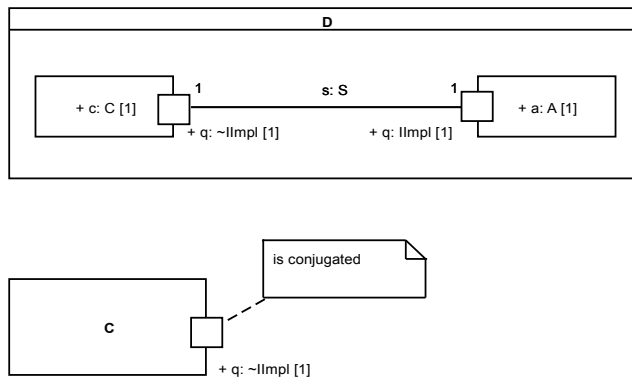 D
1
s: S
1
+ c: C [1]
+ a: A [1]
+ q: ~IImpl [1]
+ q: IImpl [1]
is conjugated
C
+ q: ~IImpl [1]